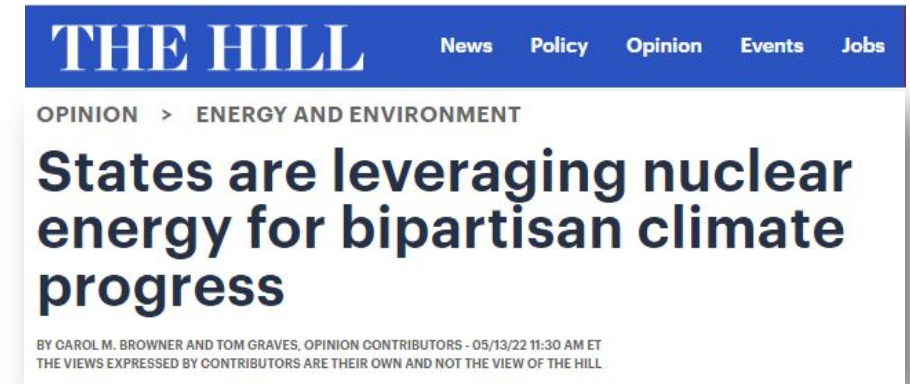 THE HILL News Policy Opinion Events Jobs
OPINION > ENERGY AND ENVIRONMENT
States are leveraging nuclear
energy for bipartisan climate
progress
BY CAROL M. BROWNER AND TOM GRAVES, OPINION CONTRIBUTORS - 05/13/22 11:30 AM ET
THE VIEWS EXPRESSED BY CONTRIBUTORS ARE THEIR OWN AND NOT THE VIEW OF THE HILL